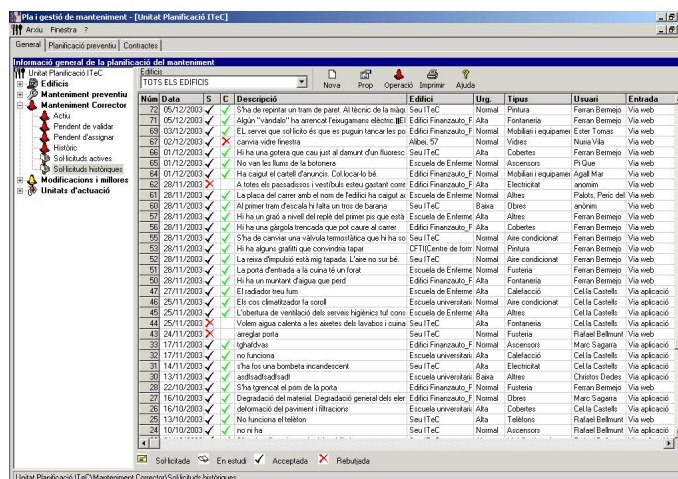 Pla i gestió de manteniment - [Unitat Planificació ITeC]
Arxiu Finestra ?
General Planificació preventiu Contractes
Informació general de la planificació del manteniment
Unitat Planificació ITeC
Edificis
Manteniment preventiu
Manteniment Corrector
Actiu
Pendent de validar
Pendent d'assignar
Històric
Sol·licituds actives
Sol·licituds històriques
Modificacions i millores
Unitats d'actuació
Edificis
TOTS ELS EDIFICIS
Nova Prop Operació Imprimir Ajuda
Núm Data S C Descripció Edifici Urg. Tipus Usuari Entrada
72 05/12/2003 S'ha de repintar un tram de paret. Al tècnic de la màqu Seu ITeC Normal Pintura Ferran Bermejo Via web
71 05/12/2003 Algún "vàndalo" ha arrencat l'eixugamans elèctric. El Edifici Finanzauto_F Alta Electricitat Ferran Bermejo Via web
69 03/12/2003 EL servei que sol·licito és que es puguin tancar les po Edifici Finanzauto_F Normal Mobiliari i equipamer Ester Tomas Via web
67 02/12/2003 canvia vidre finestra Alibei, 57 Normal Vidres Nuria Vila Via web
66 01/12/2003 Hi ha una gotera que cau just al damunt d'un fluoresc Seu ITeC Alta Cobertes Ferran Bermejo Via web
65 01/12/2003 No van les llums de la botonera Escuela de Enferme Normal Ascensors Pi Que Via web
64 01/12/2003 Ha caigut el cartell d'anuncis. Col.locar-lo bé. Edifici Finanzauto_F Normal Mobiliari i equipamer Agall Mar Via web
62 28/11/2003 A totes els passadissos i vestíbuls esteu gastant come Edifici Finanzauto_F Alta Electricitat anomim Via web
61 28/11/2003 La placa del carrer amb el nom de l'edifici ha caigut ar Escuela de Enferme Normal Altres Palots, Peric del Via web
60 28/11/2003 Al primer tram d'escala hi falta un tros de barana Seu ITeC Baixa Obres anònim Via web
57 28/11/2003 Hi ha un graó a nivell del replè del primer pis que està Escuela de Enferme Alta Altres Ferran Bermejo Via web
56 28/11/2003 Hi ha una gàrgola trencada que pot caure al carrer Edifici Finanzauto_F Alta Cobertes Ferran Bermejo Via web
55 28/11/2003 S'ha de canviar una vàlvula termostàtica que hi ha so Seu ITeC Normal Aire condicionat Ferran Bermejo Via web
53 28/11/2003 Hi ha alguns grafitti que convindria tapar CFTI(Centre de form Normal Pintura Ferran Bermejo Via web
52 28/11/2003 La reixa d'impulsió està mig tapada. L'aire no sur bé. Seu ITeC Normal Aire condicionat Ferran Bermejo Via web
51 28/11/2003 La porta d'entrada a la cuina té un forat Escuela de Enferme Normal Fusteria Ferran Bermejo Via web
50 28/11/2003 Hi ha un muntant d'aigua que perd Edifici Finanzauto_F Normal Fontaneria Ferran Bermejo Via web
47 27/11/2003 El radiador treu fum Escuela de Enferme Alta Calefacció Cel.la Castells Via aplicació
46 25/11/2003 Els cos climatitzador fa soroll Escuela universitaria Normal Aire condicionat Cel.la Castells Via aplicació
45 25/11/2003 L'obertura de ventilació dels serveis higiènics tuf cons Escuela de Enferme Alta Altres Cel.la Castells Via aplicació
44 25/11/2003 Volem aigua calenta a les aixetes dels lavabos i cuina Seu ITeC Alta Fontaneria Cel.la Castells Via aplicació
43 24/11/2003 arreglar porta Seu ITeC Normal Fusteria Rafael Bellmunt Via web
33 17/11/2003 tghafdvas Edifici Finanzauto_F Normal Ascensors Marc Sagarra Via aplicació
32 17/11/2003 no funciona Escuela universitaria Alta Calefacció Cel.la Castells Via aplicació
31 14/11/2003 s'ha fos una bombeta incandescent Seu ITeC Alta Electricitat Cel.la Castells Via aplicació
30 13/11/2003 asdfsadf'sadf'sadf Escuela universitaria Baixa Altres Christos Dedes Via aplicació
28 22/10/2003 S'ha tgrencat el pom de la porta Edifici Finanzauto_F Normal Fusteria Ferran Bermejo Via web
27 16/10/2003 Degradació del material. Degradació general dels eler Edifici Finanzauto_F Normal Obres Marc Sagarra Via aplicació
26 16/10/2003 deformació del paviment i filtracions Escuela universitaria Alta Cobertes Cel.la Castells Via aplicació
25 13/10/2003 No funciona el telèfon Seu ITeC Alta Telèfons Rafael Bellmunt Via web
24 10/10/2003 no ni ha Seu ITeC Normal Ascensors Rafael Bellmunt Via aplicació
Sol·licitada En estudi Acceptada Rebutjada
Unitat Planificació ITeC\Manteniment Corrector\Sol·licituds històriques